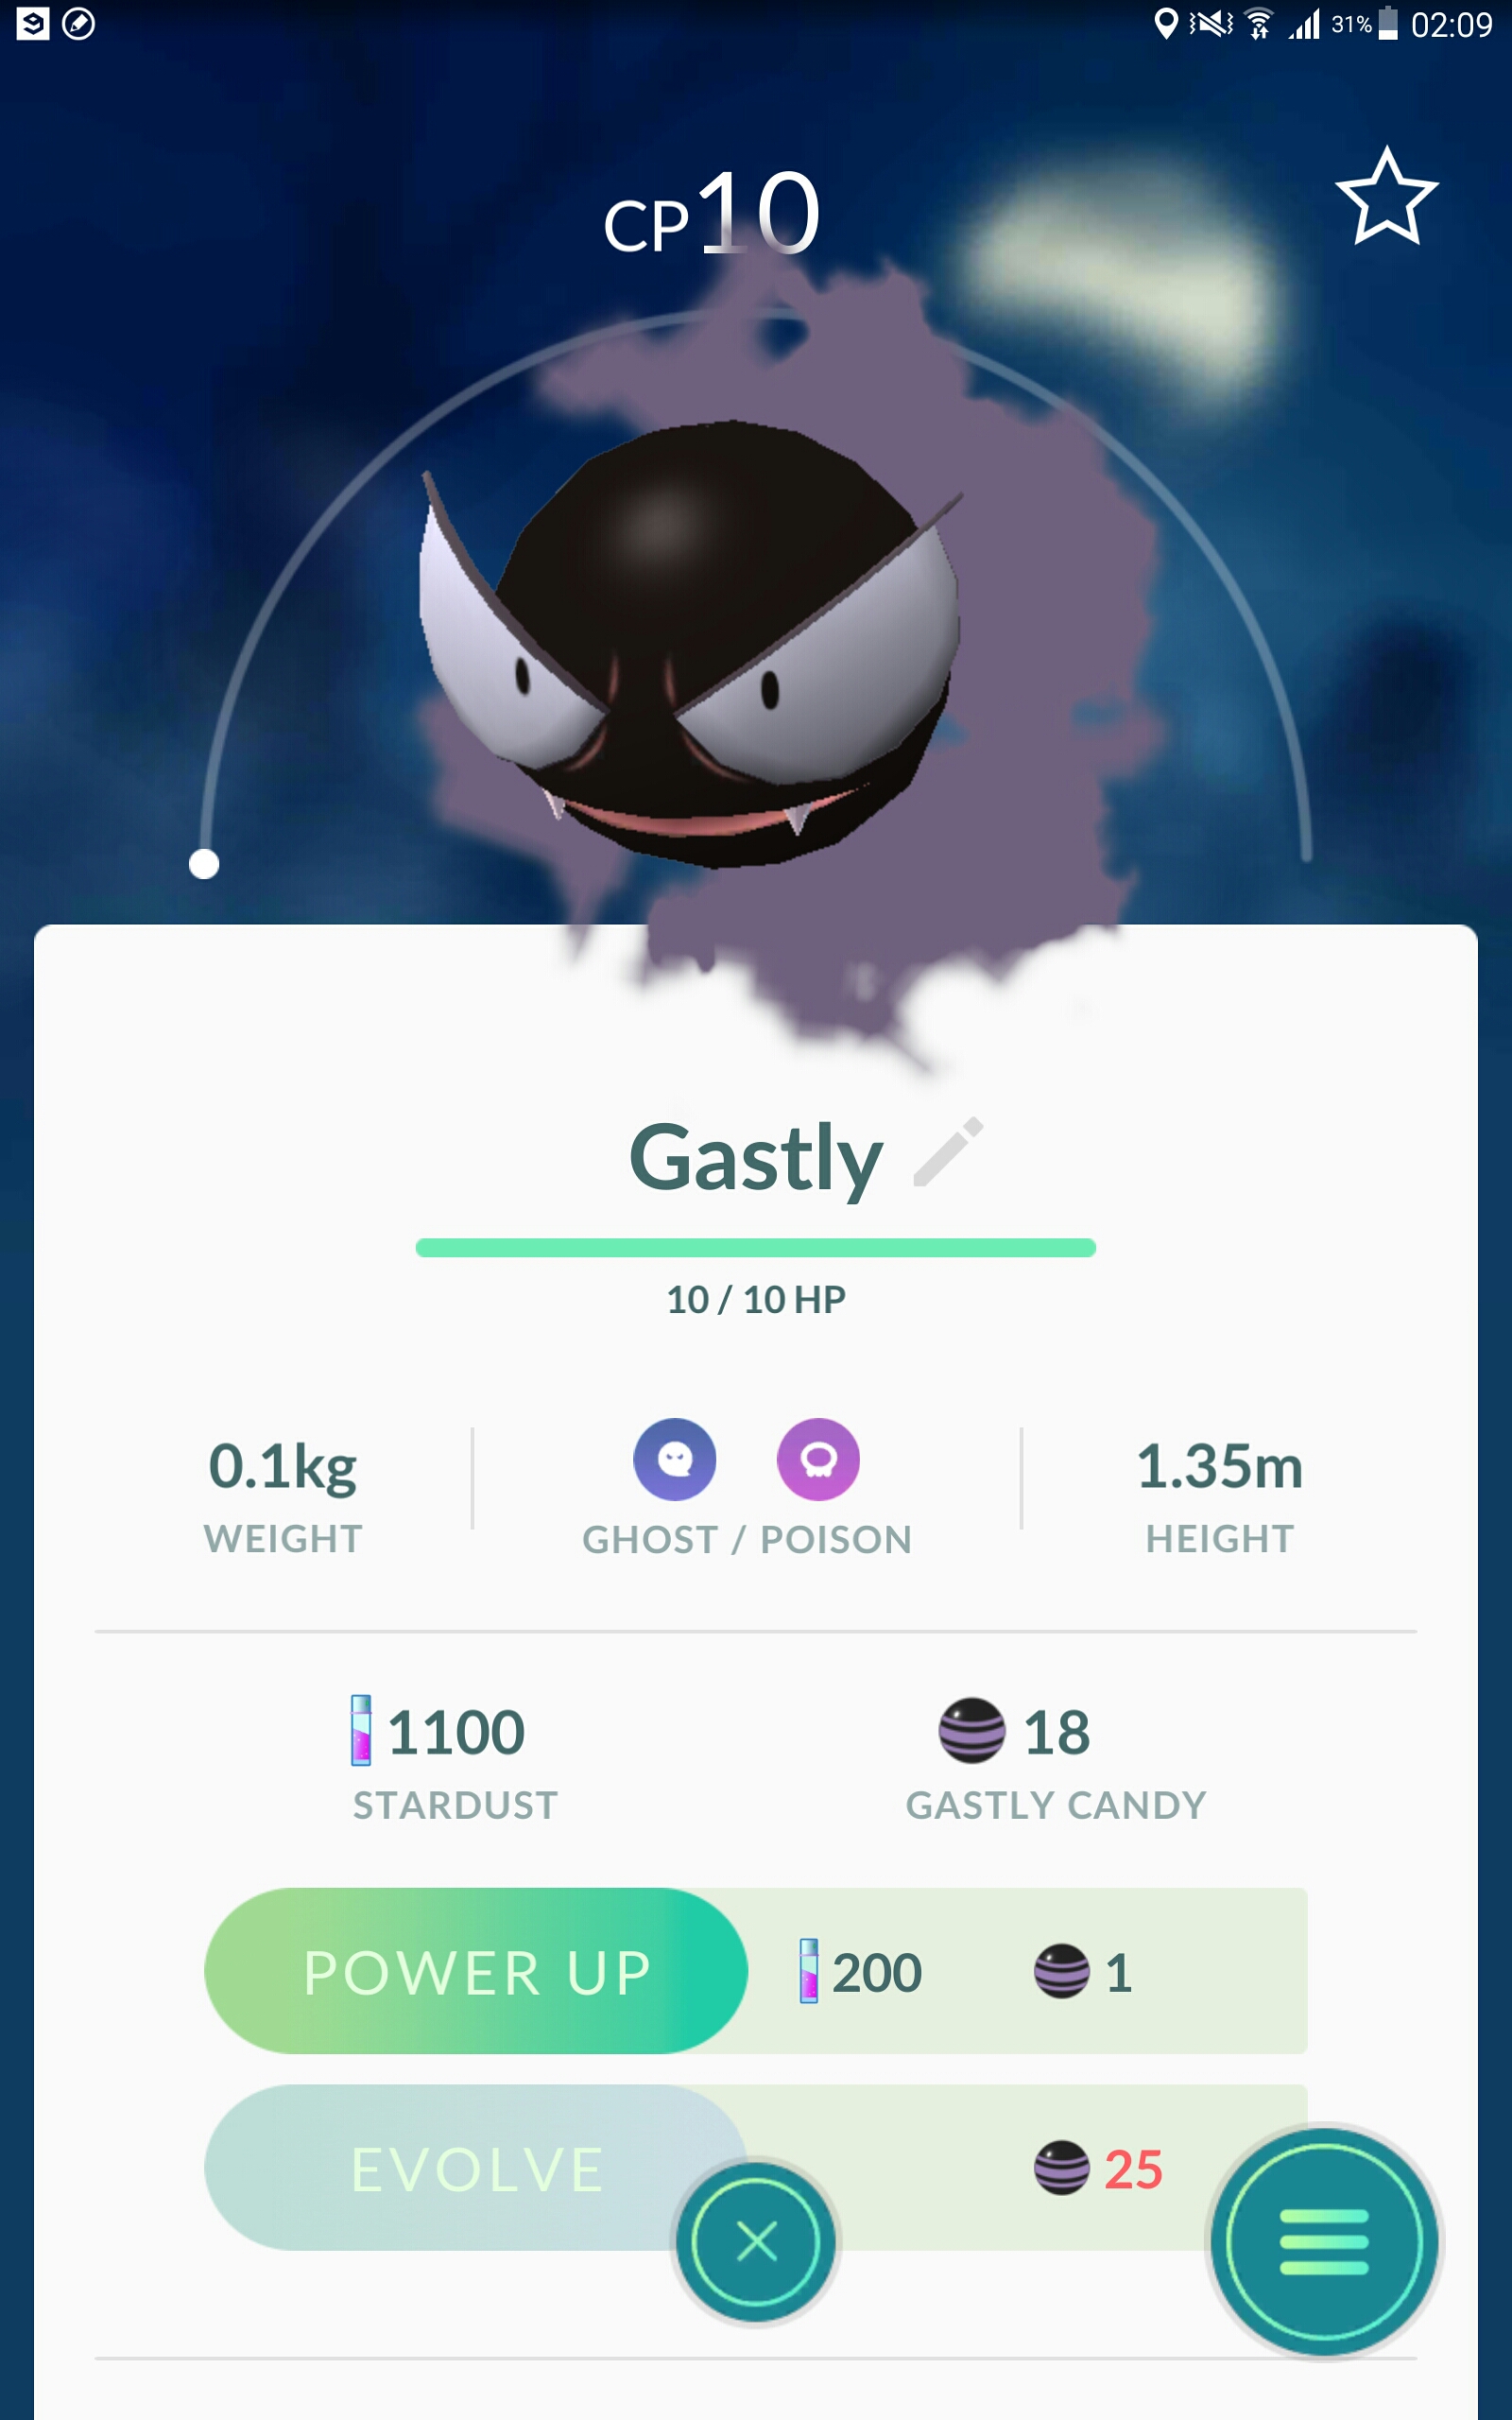 31% 02:09
CP10
Gastly
10 / 10 HP
0.1kg
WEIGHT
GHOST / POISON
1.35m
HEIGHT
1100
STARDUST
18
GASTLY CANDY
POWER UP 200 1
EVOLVE 25